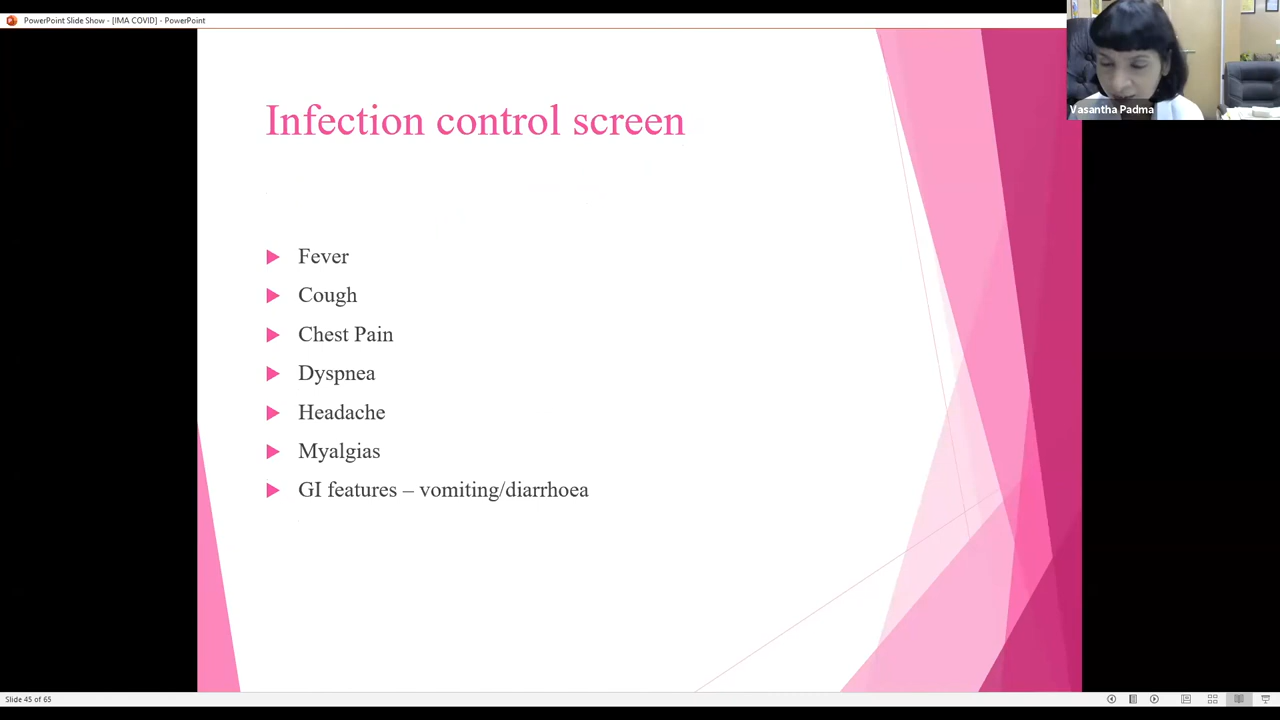 PowerPoint Slide Show - [IMA COVID] - PowerPoint
Vasantha Padma
Infection control screen
Fever
Cough
Chest Pain
Dyspnea
Headache
Myalgias
GI features – vomiting/diarrhoea
Slide 45 of 65